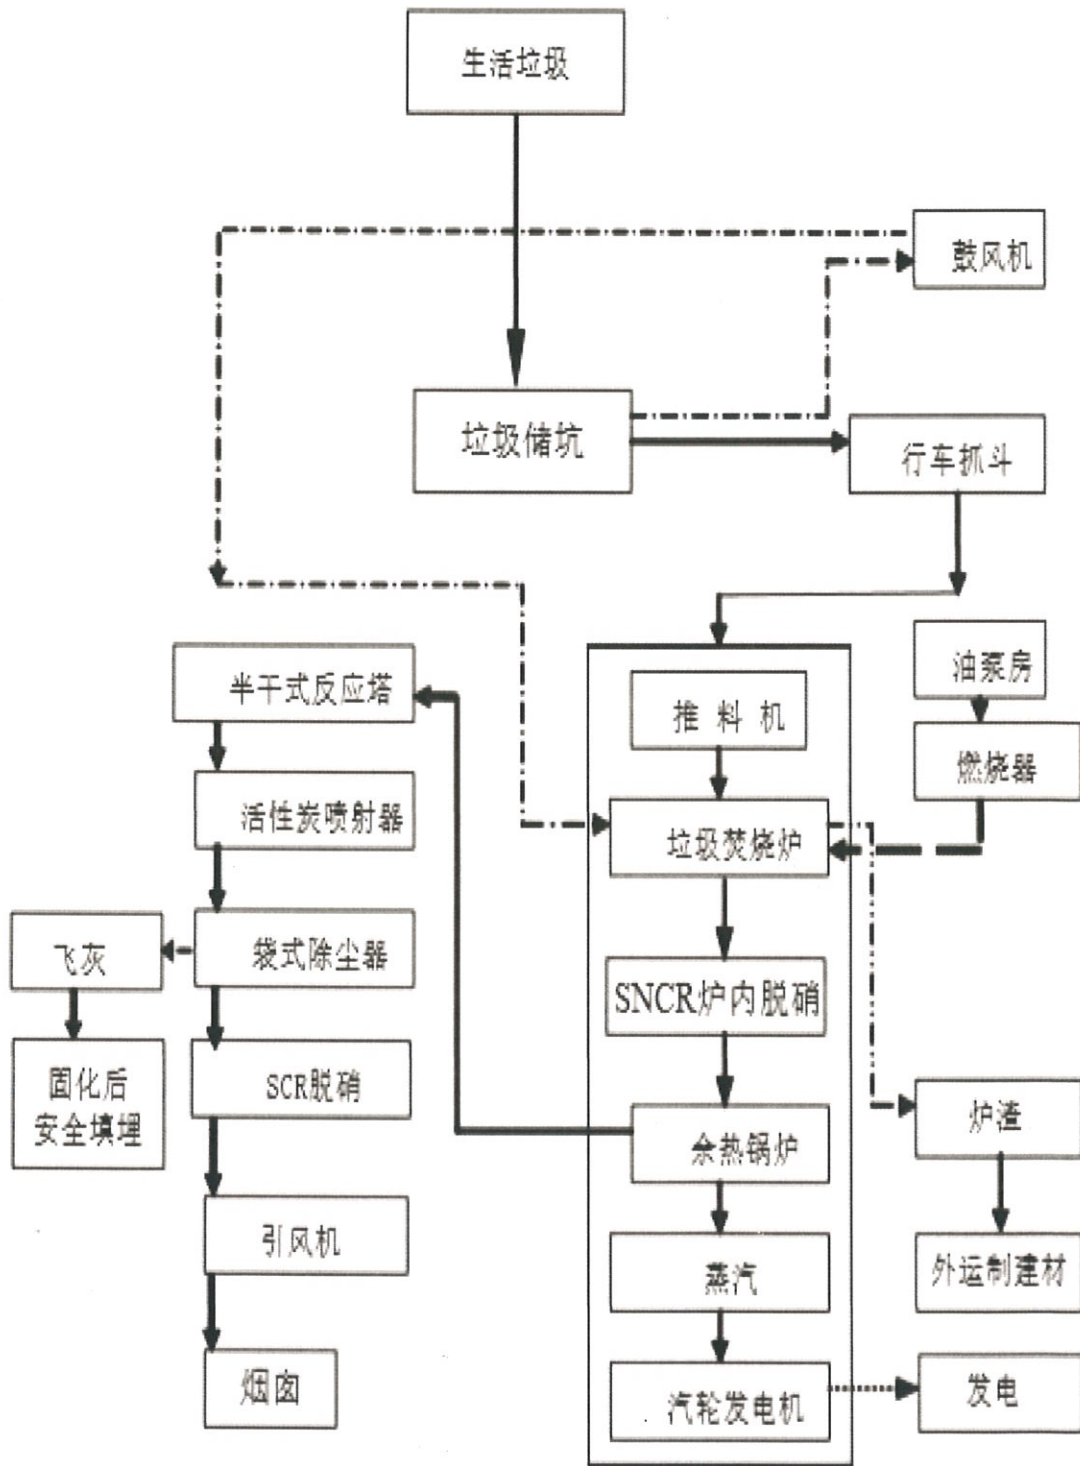 生活垃圾
鼓风机
垃圾储坑
行车抓斗
油泵房
半干式反应塔
推料机
燃烧器
活性炭喷射器
垃圾焚烧炉
飞灰
袋式除尘器
SNCR炉内脱硝
固化后
安全填埋
SCR脱硝
余热锅炉
炉渣
引风机
蒸汽
外运制建材
烟囱
汽轮发电机
发电